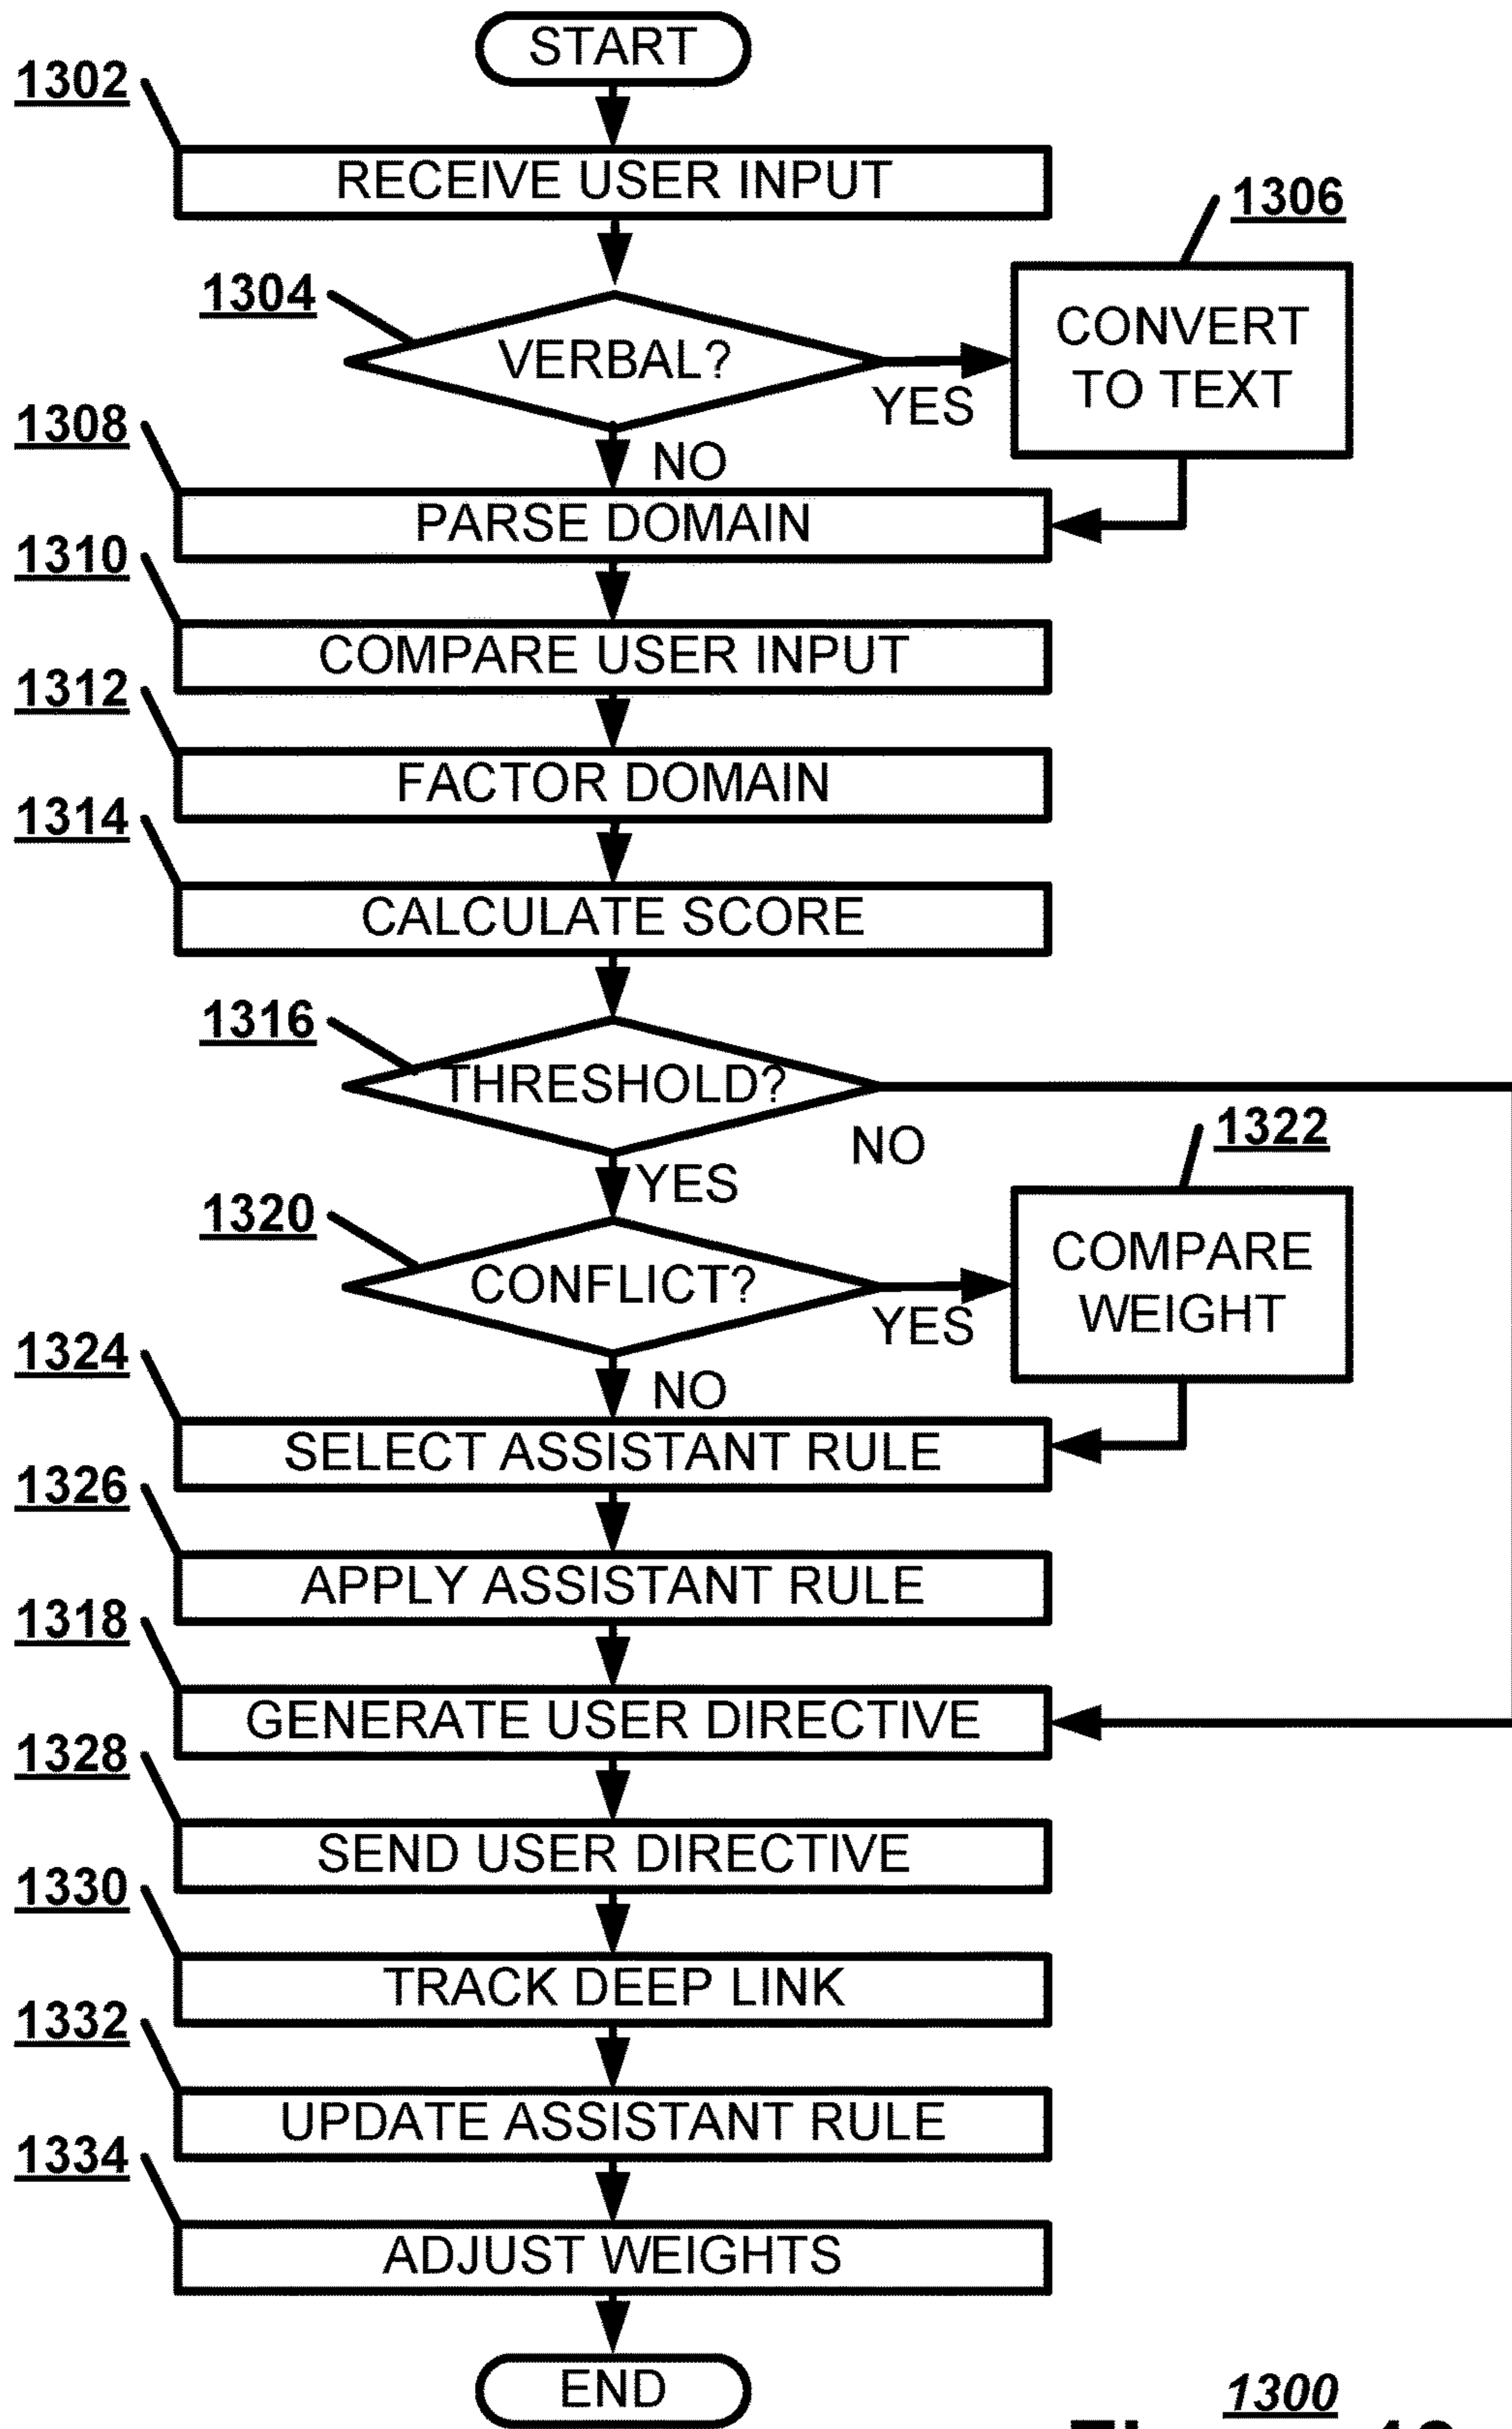 START
1302
RECEIVE USER INPUT
1306
1304
VERBAL?
CONVERT
TO TEXT
YES
1308
NO
PARSE DOMAIN
1310
COMPARE USER INPUT
1312
FACTOR DOMAIN
1314
CALCULATE SCORE
1316
THRESHOLD?
1322
NO
YES
1320
CONFLICT?
COMPARE
WEIGHT
YES
1324
NO
SELECT ASSISTANT RULE
1326
APPLY ASSISTANT RULE
1318
GENERATE USER DIRECTIVE
1328
SEND USER DIRECTIVE
1330
TRACK DEEP LINK
1332
UPDATE ASSISTANT RULE
1334
ADJUST WEIGHTS
END
1300